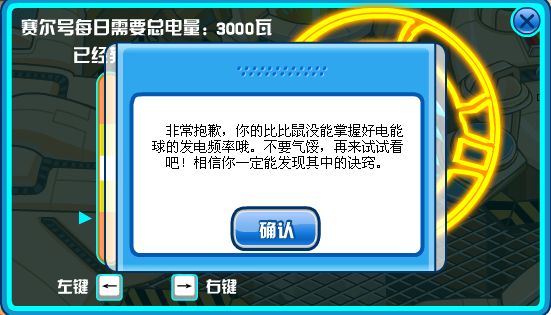 赛尔号每日需要总电量：3000瓦
已经
非常抱歉，你的比比鼠没能掌握好电能
球的发电频率哦。不要气馁，再来试试看
吧！相信你一定能发现其中的诀窍。
确认
左键 右键